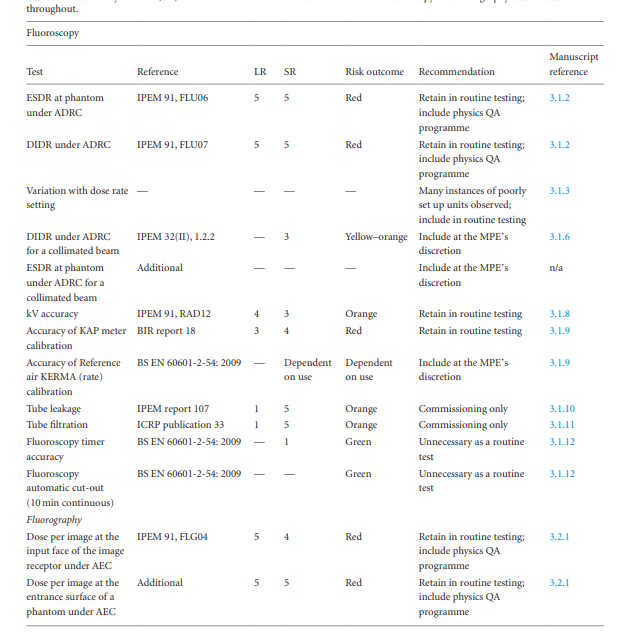 throughout.
Fluoroscopy
Manuscript
Test Reference LR SR Risk outcome Recommendation reference
ESDR at phantom IPEM 91, FLU06 5 5 Red Retain in routine testing; 3.1.2
under ADRC include physics QA
programme
DIDR under ADRC IPEM 91, FLU07 5 5 Red Retain in routine testing; 3.1.2
include physics QA
programme
Variation with dose rate — — — — Many instances of poorly 3.1.3
setting set up units observed;
include in routine testing
DIDR under ADRC IPEM 32(II), 1.2.2 — 3 Yellow–orange Include at the MPE's 3.1.6
for a collimated beam discretion
ESDR at phantom Additional — — — Include at the MPE's n/a
under ADRC for a discretion
collimated beam
kV accuracy IPEM 91, RAD12 4 3 Orange Retain in routine testing 3.1.8
Accuracy of KAP meter BIR report 18 3 4 Red Retain in routine testing 3.1.9
calibration
Accuracy of Reference BS EN 60601-2-54: 2009 — Dependent Dependent Include at the MPE's 3.1.9
air KERMA (rate) on use on use discretion
calibration
Tube leakage IPEM report 107 1 5 Orange Commissioning only 3.1.10
Tube filtration ICRP publication 33 1 5 Orange Commissioning only 3.1.11
Fluoroscopy timer BS EN 60601-2-54: 2009 — 1 Green Unnecessary as a routine 3.1.12
accuracy test
Fluoroscopy BS EN 60601-2-54: 2009 — — Green Unnecessary as a routine 3.1.12
automatic cut-out test
(10 min continuous)
Fluorography
Dose per image at the IPEM 91, FLG04 5 4 Red Retain in routine testing; 3.2.1
input face of the image include physics QA
receptor under AEC programme
Dose per image at the Additional 5 5 Red Retain in routine testing; 3.2.1
entrance surface of a include physics QA
phantom under AEC programme